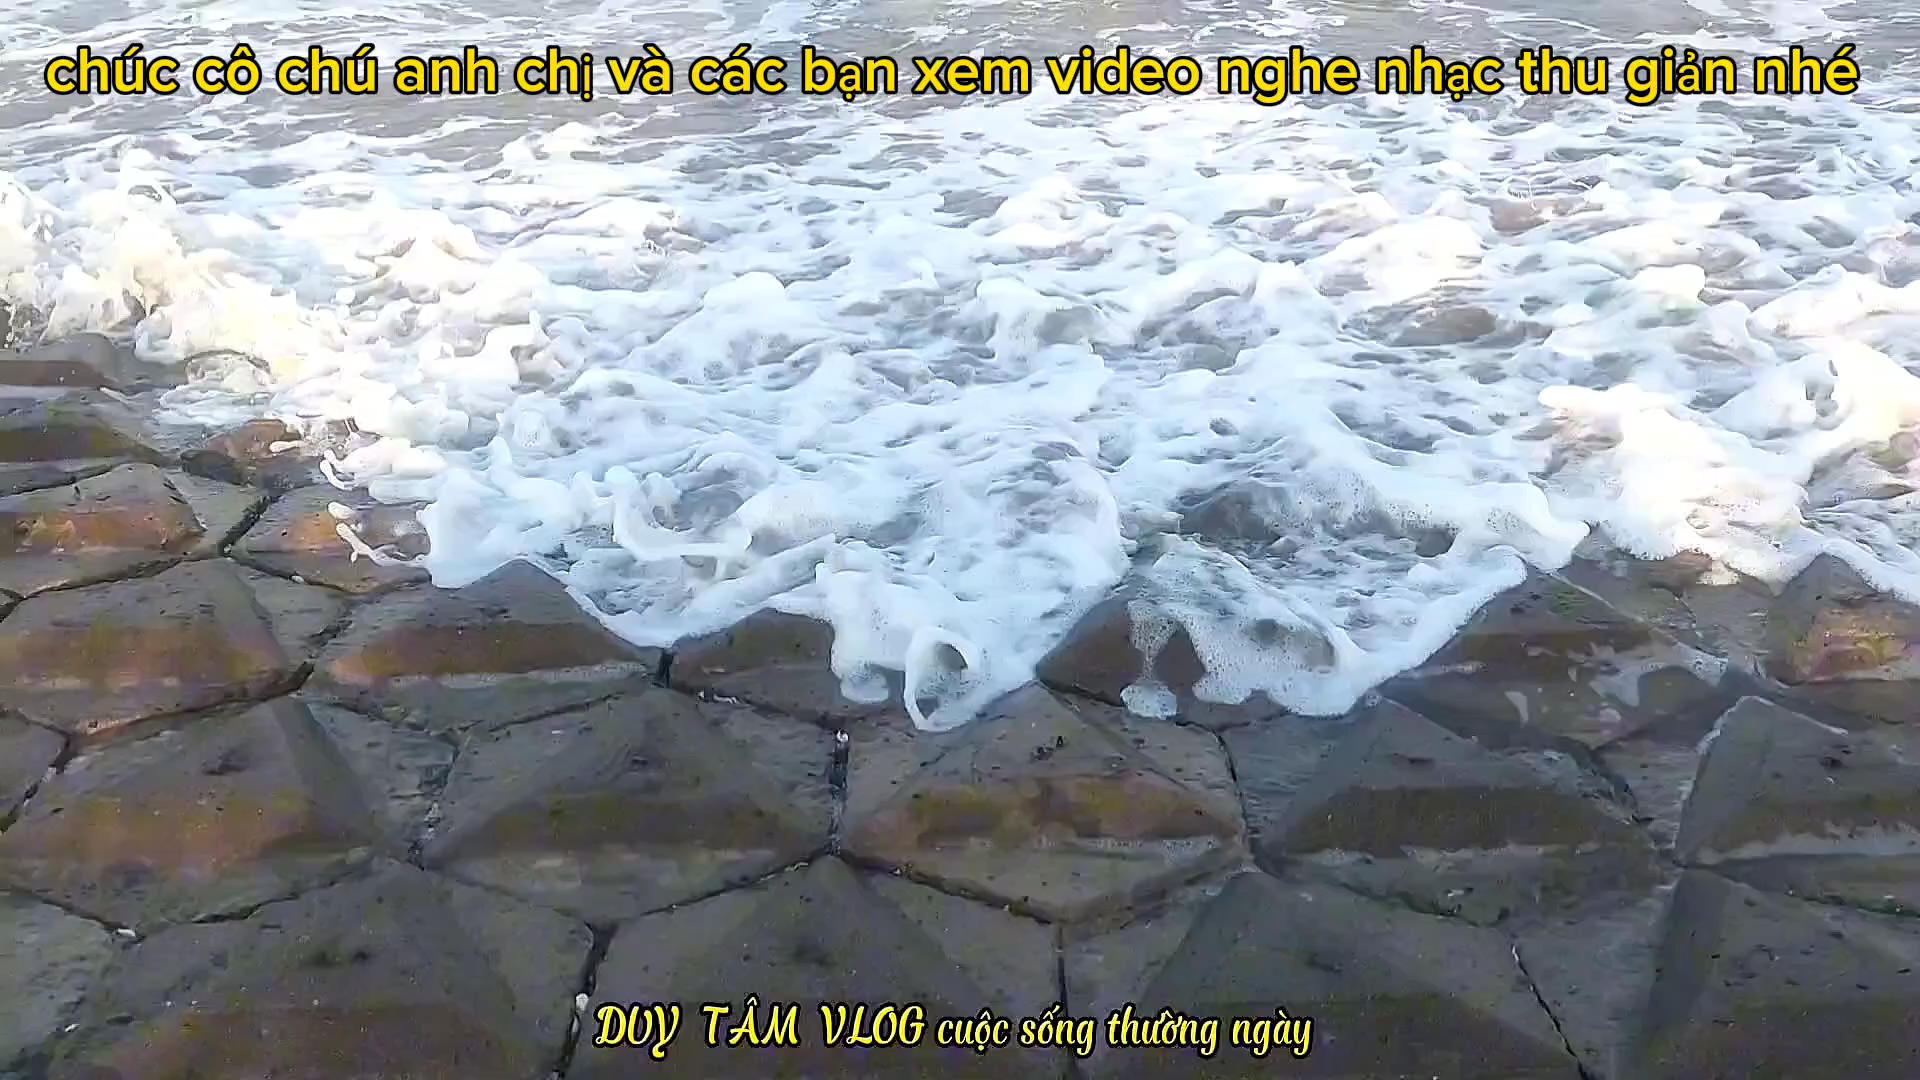 chúc cô chú anh chị và các bạn xem video nghe nhạc thu giản nhé
DUY TÂM VLOG cuộc sống thường ngày